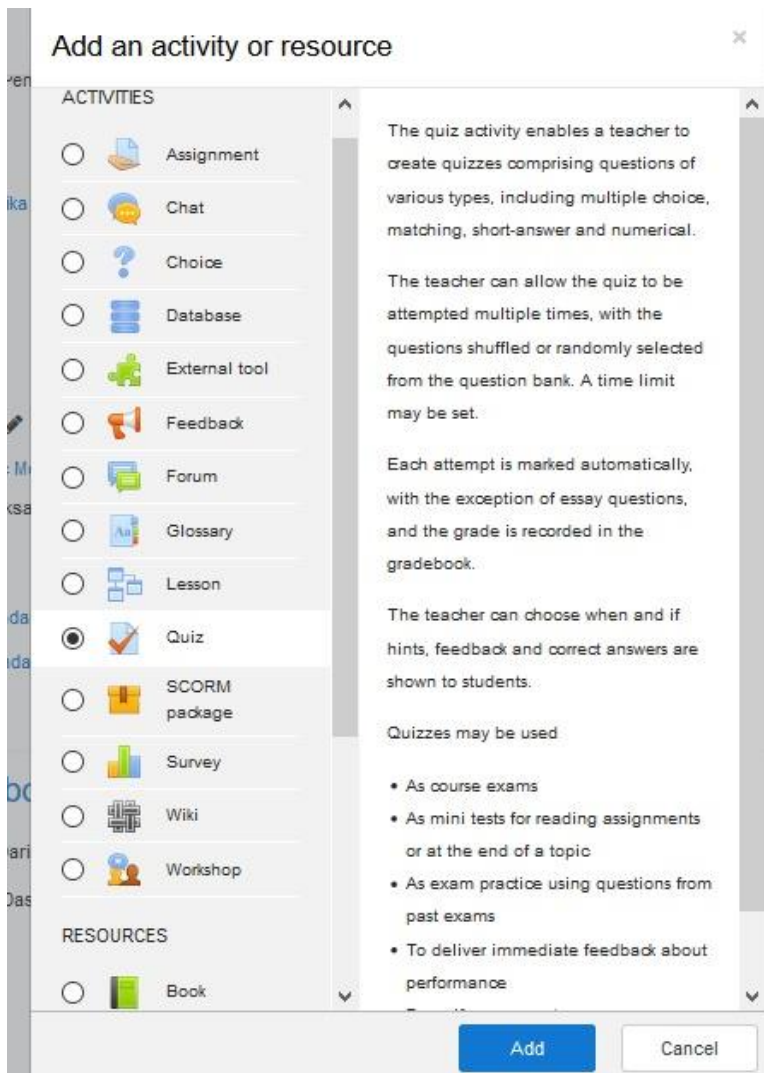 Add an activity or resource
×
ACTIVITIES
Assignment
Chat
Choice
Database
External tool
Feedback
Forum
Glossary
Lesson
Quiz
SCORM
package
Survey
Wiki
Workshop
RESOURCES
Book
The quiz activity enables a teacher to
create quizzes comprising questions of
various types, including multiple choice,
matching, short-answer and numerical.
The teacher can allow the quiz to be
attempted multiple times, with the
questions shuffled or randomly selected
from the question bank. A time limit
may be set.
Each attempt is marked automatically,
with the exception of essay questions,
and the grade is recorded in the
gradebook.
The teacher can choose when and if
hints, feedback and correct answers are
shown to students.
Quizzes may be used
• As course exams
• As mini tests for reading assignments
or at the end of a topic
• As exam practice using questions from
past exams
• To deliver immediate feedback about
performance
Add
Cancel